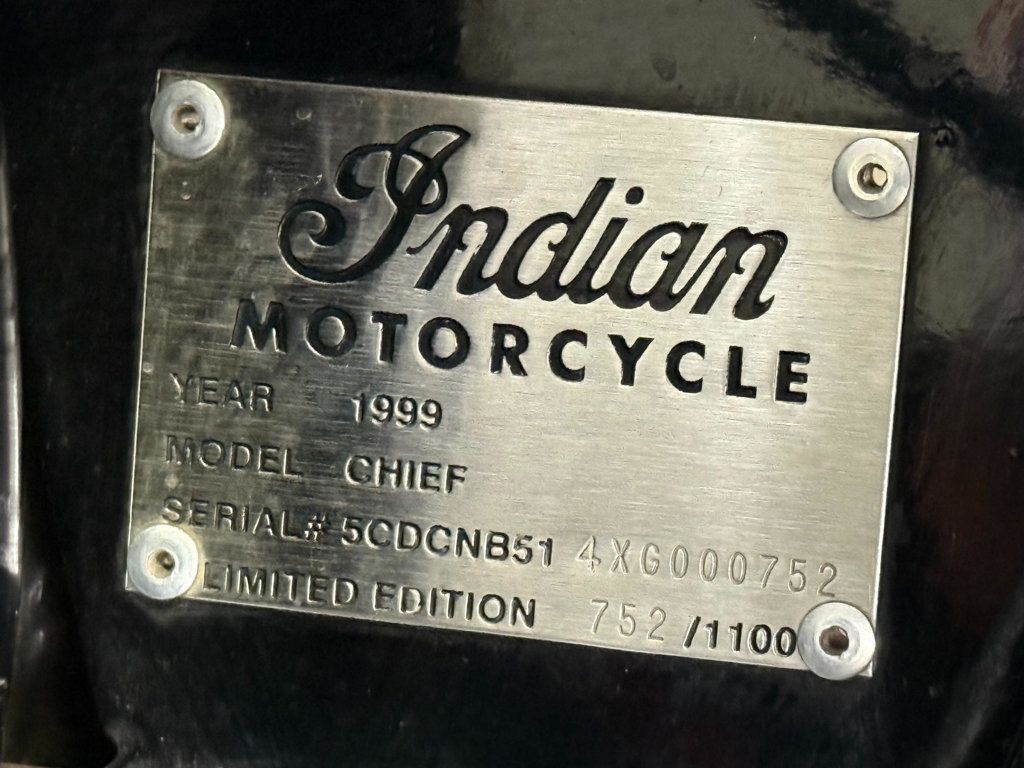 Indian
MOTORCYCLE
YEAR 1999
MODEL CHIEF
SERIAL# 5CDCNB51 4XG000752
LIMITED EDITION 752 /1100